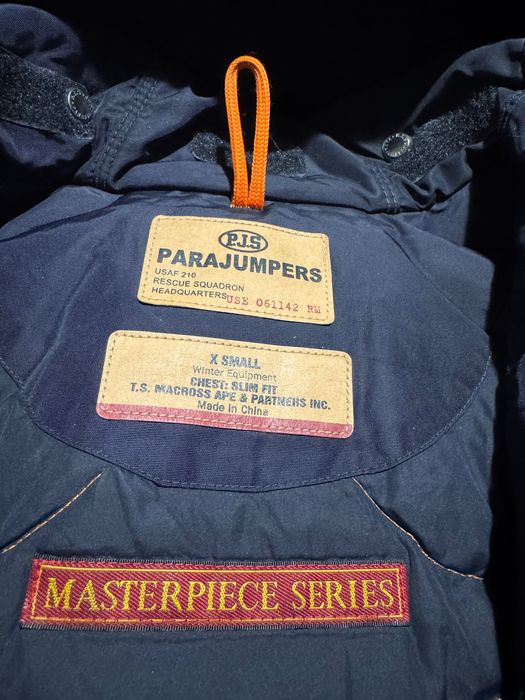 P.J.S
PARAJUMPERS
USAF 210
RESCUE SQUADRON
HEADQUARTERS USE 061142 RM
X SMALL
Winter Equipment
CHEST: SLIM FIT
T.S. MACROSS APE & PARTNERS INC.
Made in China
MASTERPIECE SERIES